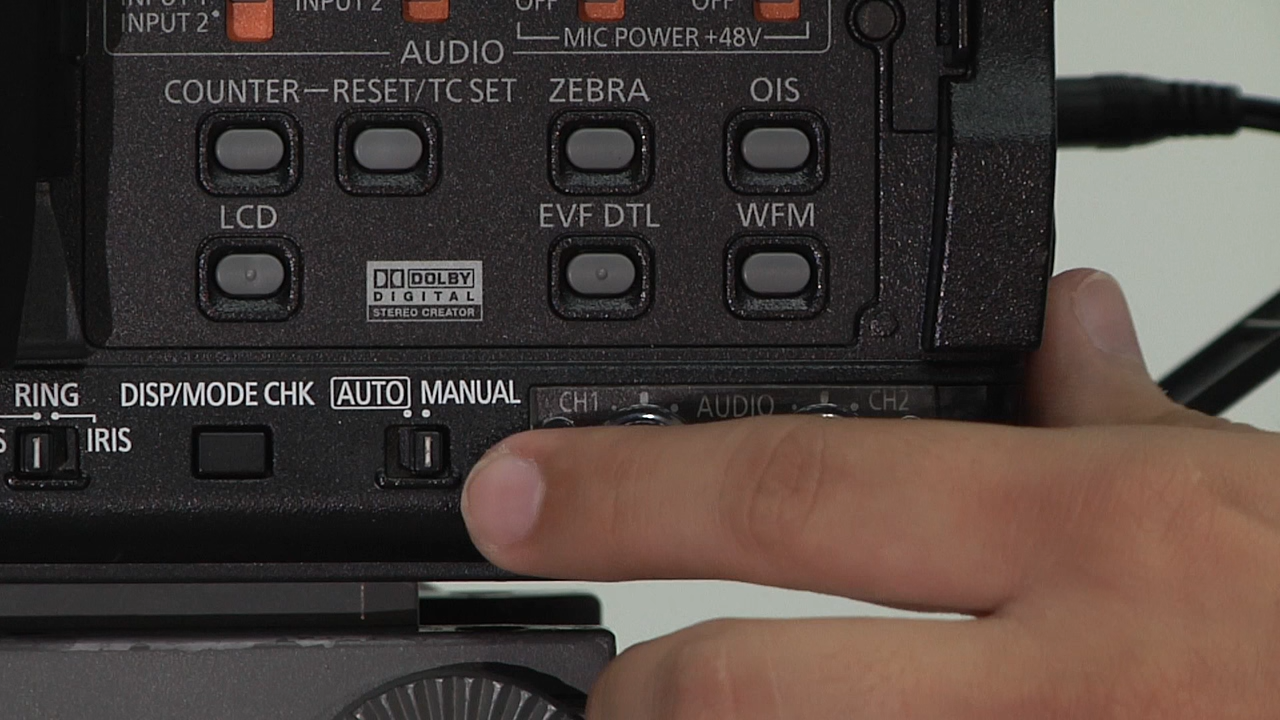 INPUT 2*
INPUT 2
OFF
OFF
MIC POWER +48V
AUDIO
COUNTER—RESET/TC SET
ZEBRA
OIS
LCD
EVF DTL
WFM
DOLBY
DIGITAL
STEREO CREATOR
RING
DISP/MODE CHK
AUTO
MANUAL
CH1
AUDIO
CH2
IRIS